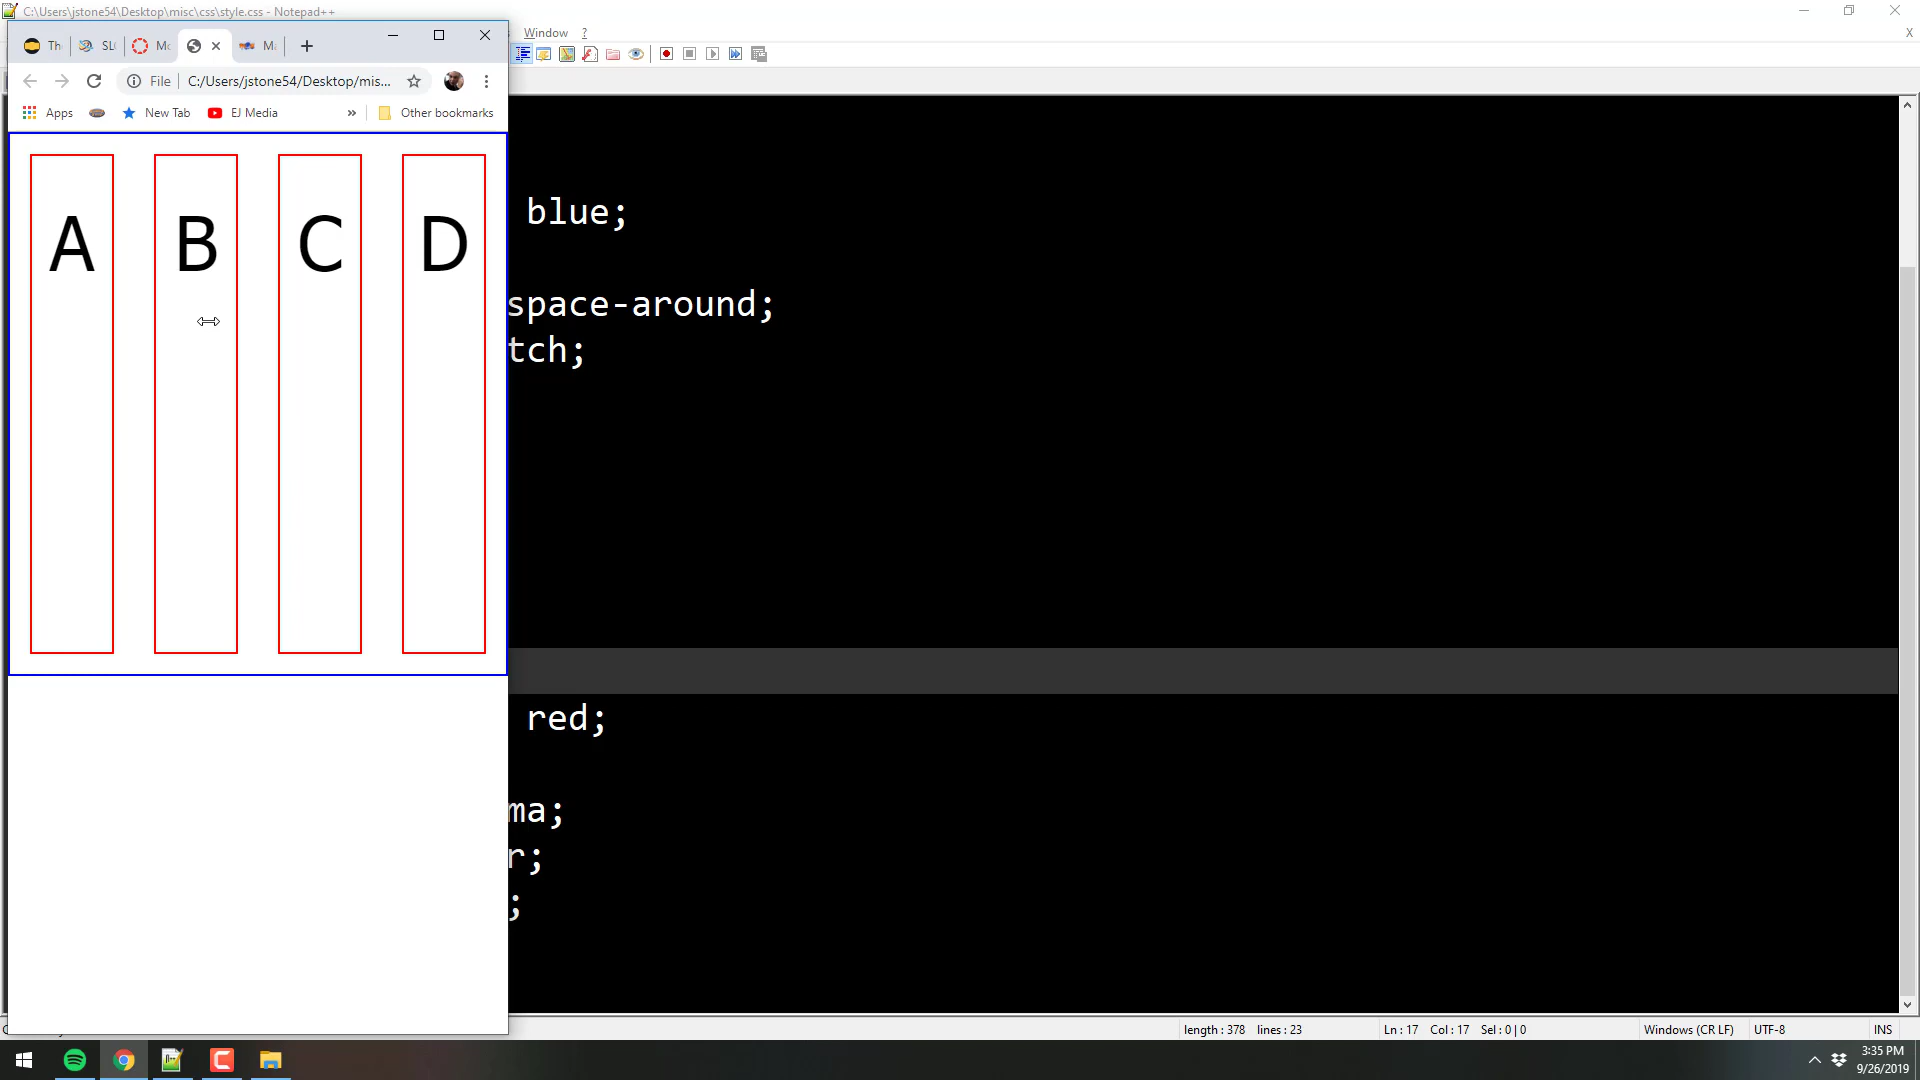 C:\Users\jstone54\Desktop\misc\css\style.css - Notepad++
Window ?
X
Th
SL
Mo
Ma
File
C:/Users/jstone54/Desktop/mis...
Apps
New Tab
EJ Media
»
Other bookmarks
A B C D
blue;
space-around;
tch;
red;
ma;
r;
;
length : 378 lines : 23
Ln : 17 Col : 17 Sel : 0 | 0
Windows (CR LF)
UTF-8
INS
3:35 PM
9/26/2019